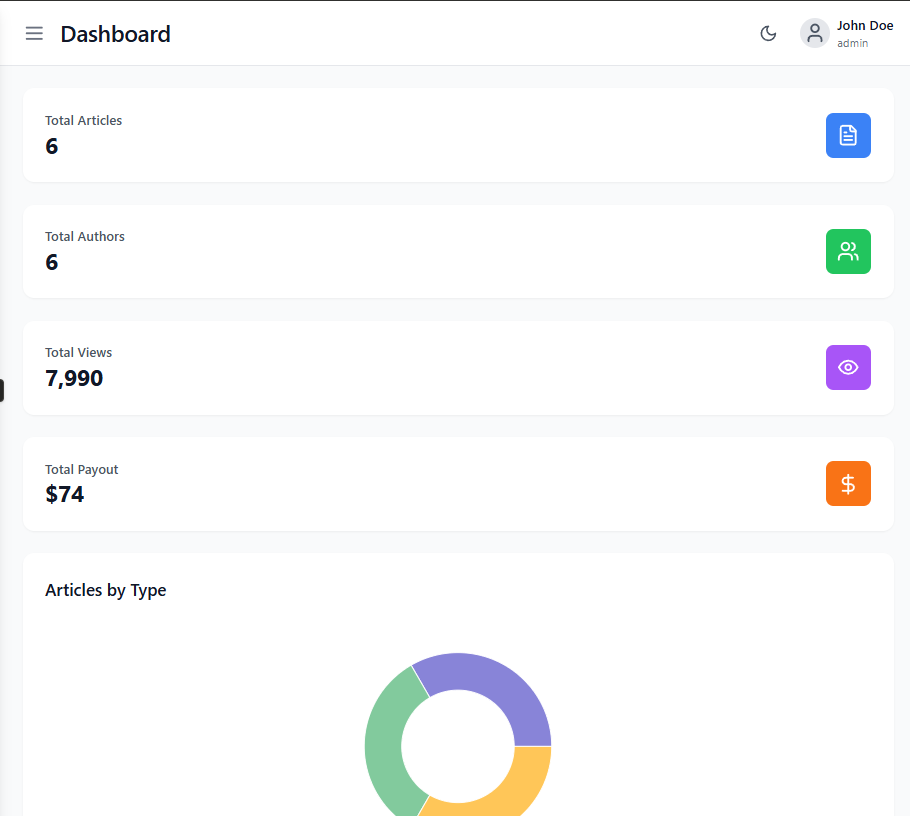 Dashboard
John Doe
admin
Total Articles
6
Total Authors
6
Total Views
7,990
Total Payout
$74
Articles by Type